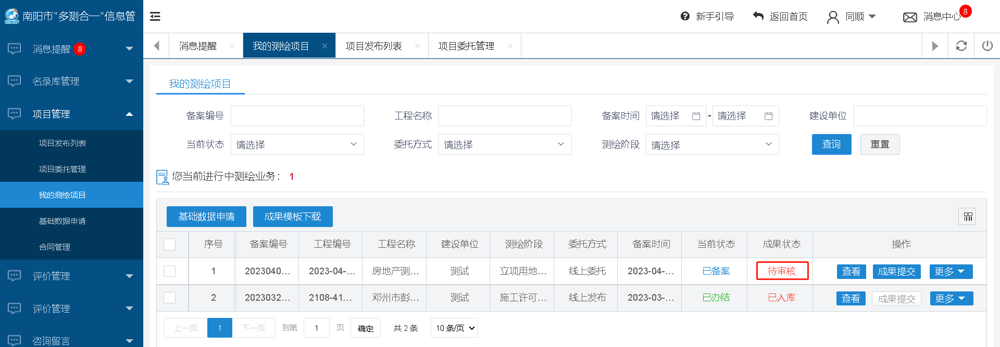 南阳市"多测合一"信息管
新手引导
返回首页
同顺
消息中心
8
消息提醒 8
名录库管理
项目管理
项目发布列表
项目委托管理
我的测绘项目
基础数据申请
合同管理
评价管理
评价管理
咨询留言
消息提醒 ×
我的测绘项目 ×
项目发布列表 ×
项目委托管理 ×
我的测绘项目
备案编号
工程名称
备案时间 请选择 - 请选择
建设单位
当前状态 请选择
委托方式 请选择
测绘阶段 请选择
查询 重置
您当前进行中测绘业务： 1
基础数据申请 成果模板下载
序号 备案编号 工程编号 工程名称 建设单位 测绘阶段 委托方式 备案时间 当前状态 成果状态 操作
1 2023040... 2023-04-... 房地产测... 测试 立项用地... 线上委托 2023-04-... 已备案 待审核 查看 成果提交 更多
2 2023032... 2108-41... 邓州市彭... 测试 施工许可... 线上发布 2023-03-... 已办结 已入库 查看 成果提交 更多
上一页 1 下一页 到第 1 页 确定 共 2 条 10 条/页